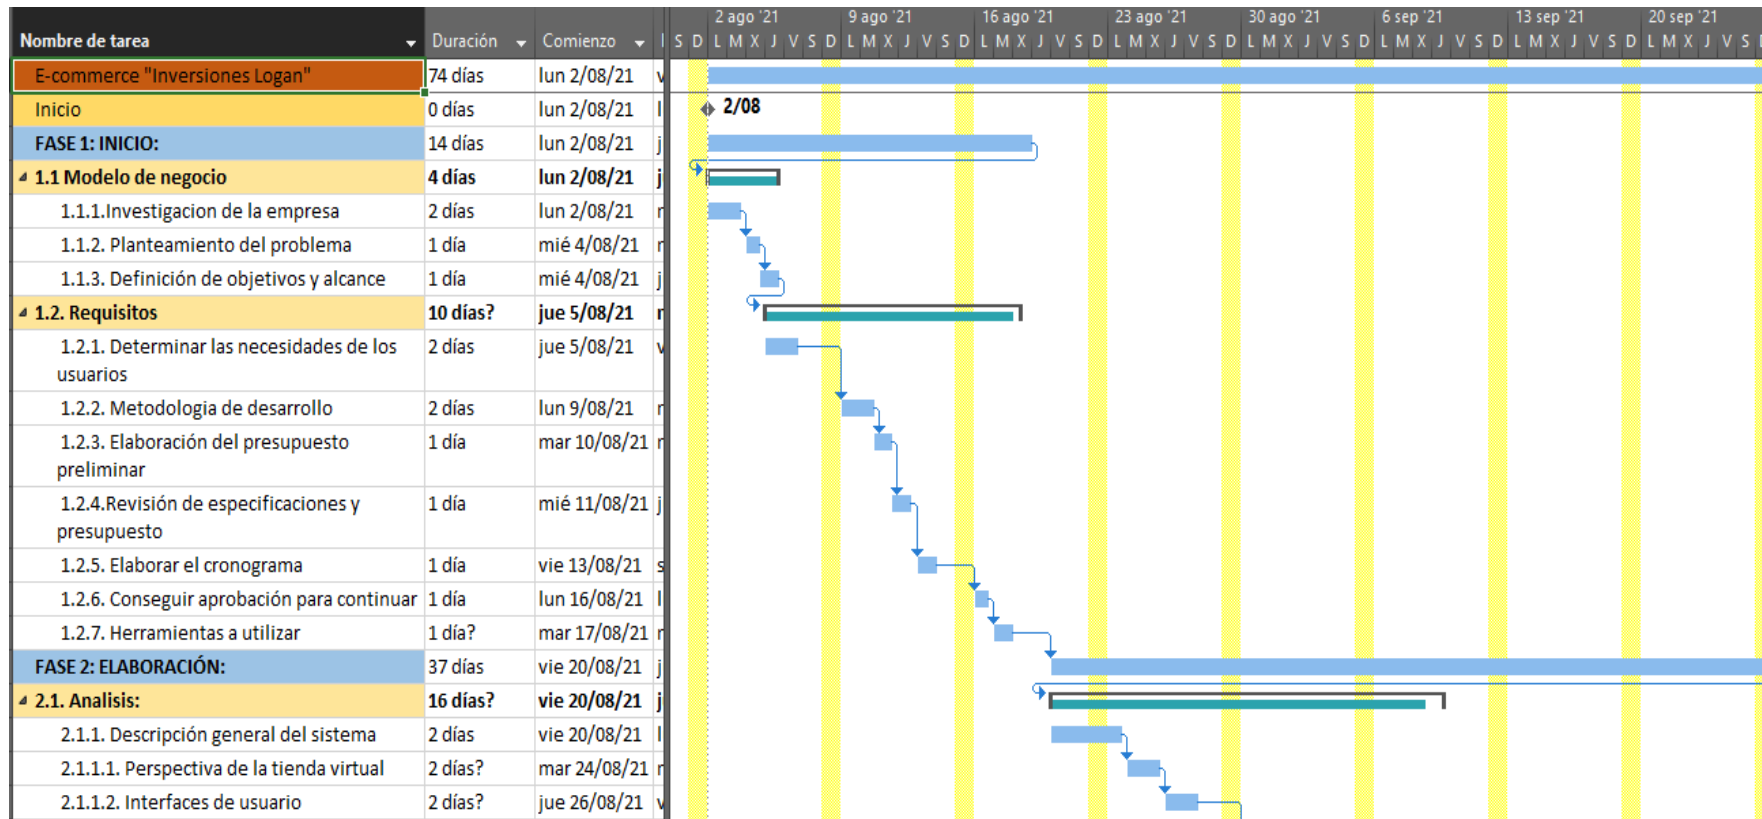 2 ago '21 9 ago '21 16 ago '21 23 ago '21 30 ago '21 6 sep '21 13 sep '21 20 sep '21
Nombre de tarea Duración Comienzo S D L M X J V S D L M X J V S D L M X J V S D L M X J V S D L M X J V S D L M X J V S D L M X J V S D L M X J V S
E-commerce "Inversiones Logan" 74 días lun 2/08/21 v
Inicio 0 días lun 2/08/21 l 2/08
FASE 1: INICIO: 14 días lun 2/08/21 j
1.1 Modelo de negocio 4 días lun 2/08/21 j
1.1.1.Investigacion de la empresa 2 días lun 2/08/21
1.1.2. Planteamiento del problema 1 día mié 4/08/21
1.1.3. Definición de objetivos y alcance 1 día mié 4/08/21 j
1.2. Requisitos 10 días? jue 5/08/21
1.2.1. Determinar las necesidades de los 2 días jue 5/08/21 v
usuarios
1.2.2. Metodologia de desarrollo 2 días lun 9/08/21
1.2.3. Elaboración del presupuesto 1 día mar 10/08/21
preliminar
1.2.4.Revisión de especificaciones y 1 día mié 11/08/21 j
presupuesto
1.2.5. Elaborar el cronograma 1 día vie 13/08/21 s
1.2.6. Conseguir aprobación para continuar 1 día lun 16/08/21 l
1.2.7. Herramientas a utilizar 1 día? mar 17/08/21
FASE 2: ELABORACIÓN: 37 días vie 20/08/21 j
2.1. Analisis: 16 días? vie 20/08/21 j
2.1.1. Descripción general del sistema 2 días vie 20/08/21 l
2.1.1.1. Perspectiva de la tienda virtual 2 días? mar 24/08/21
2.1.1.2. Interfaces de usuario 2 días? jue 26/08/21 v